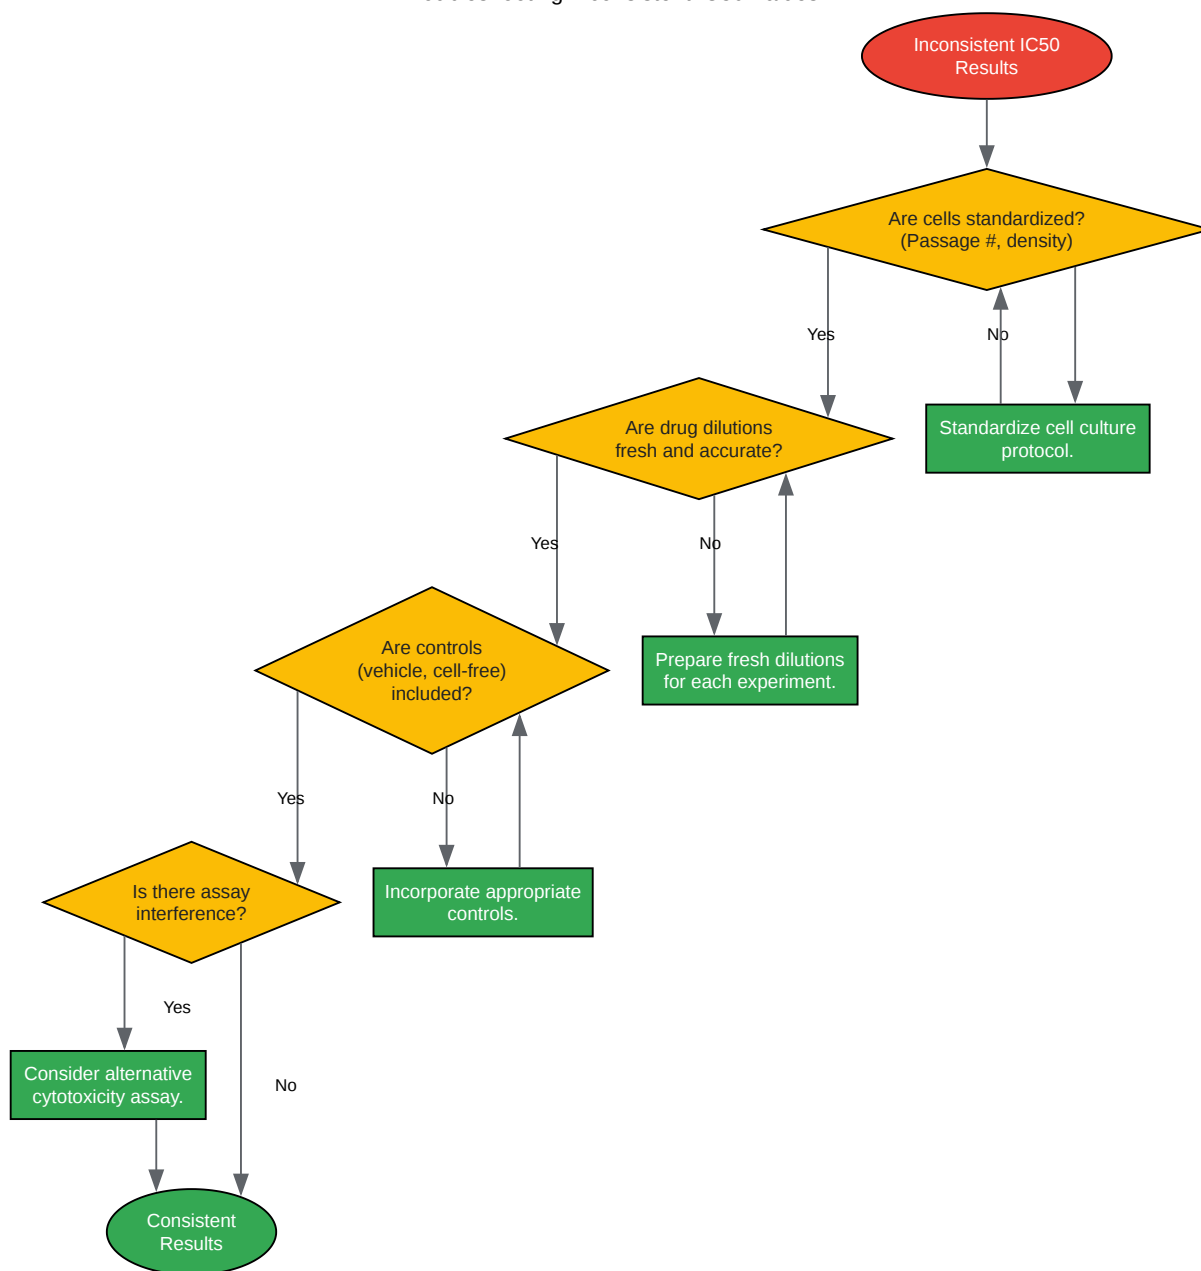 Inconsistent IC50
Results
Are cells standardized?
(Passage #, density)
Yes
No
Are drug dilutions
fresh and accurate?
Standardize cell culture
protocol.
Yes
No
Are controls
(vehicle, cell-free)
included?
Prepare fresh dilutions
for each experiment.
Yes
No
Is there assay
interference?
Incorporate appropriate
controls.
Yes
Consider alternative
cytotoxicity assay.
No
Consistent
Results